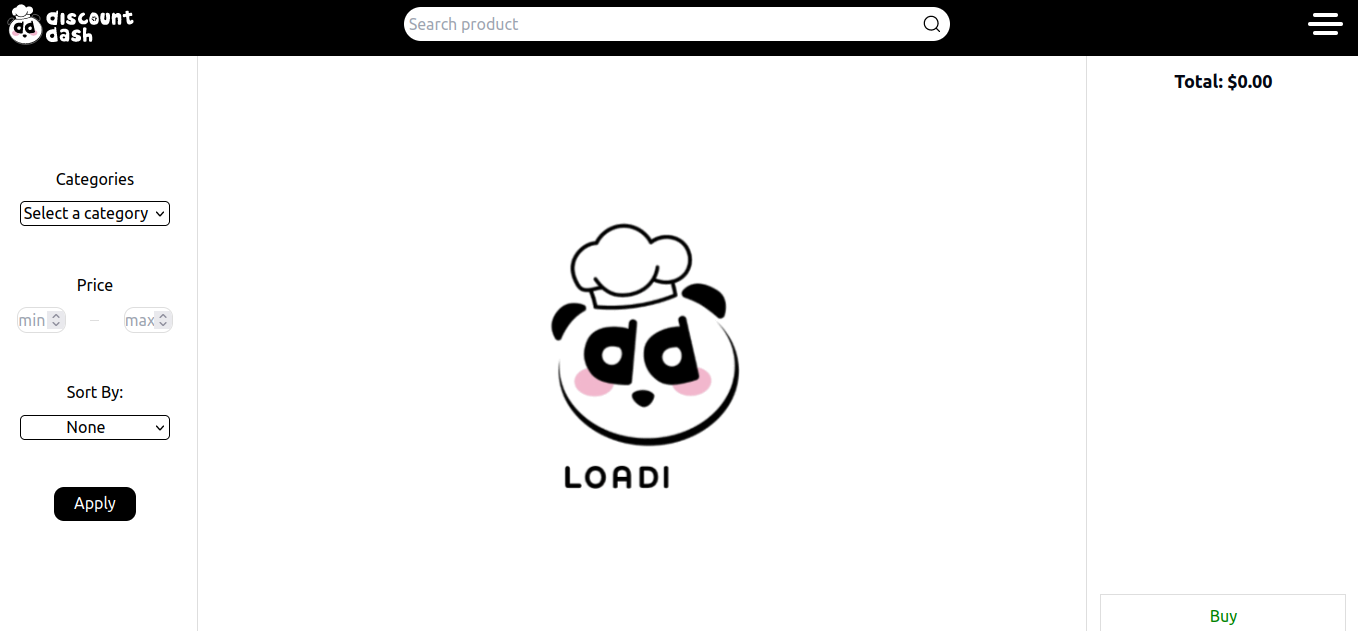 discount
dash
Search product
Total: $0.00
Categories
Select a category
Price
min – max
Sort By:
None
Apply
dd
LOADI
Buy